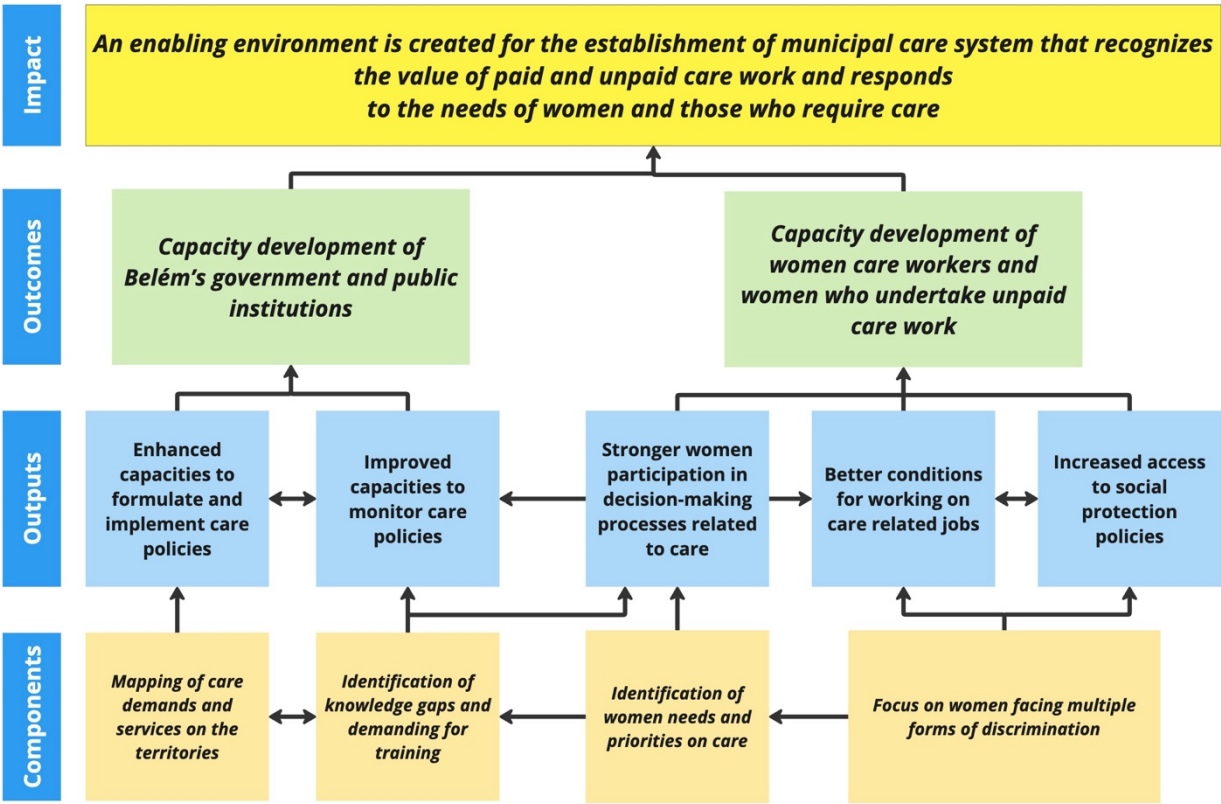 Impact
An enabling environment is created for the establishment of municipal care system that recognizes
the value of paid and unpaid care work and responds
to the needs of women and those who require care
Outcomes
Capacity development of
Belém's government and public
institutions
Capacity development of
women care workers and
women who undertake unpaid
care work
Outputs
Enhanced
capacities to
formulate and
implement care
policies
Improved
capacities to
monitor care
policies
Stronger women
participation in
decision-making
processes related
to care
Better conditions
for working on
care related jobs
Increased access
to social
protection
policies
Components
Mapping of care
demands and
services on the
territories
Identification of
knowledge gaps and
demanding for
training
Identification of
women needs and
priorities on care
Focus on women facing multiple
forms of discrimination